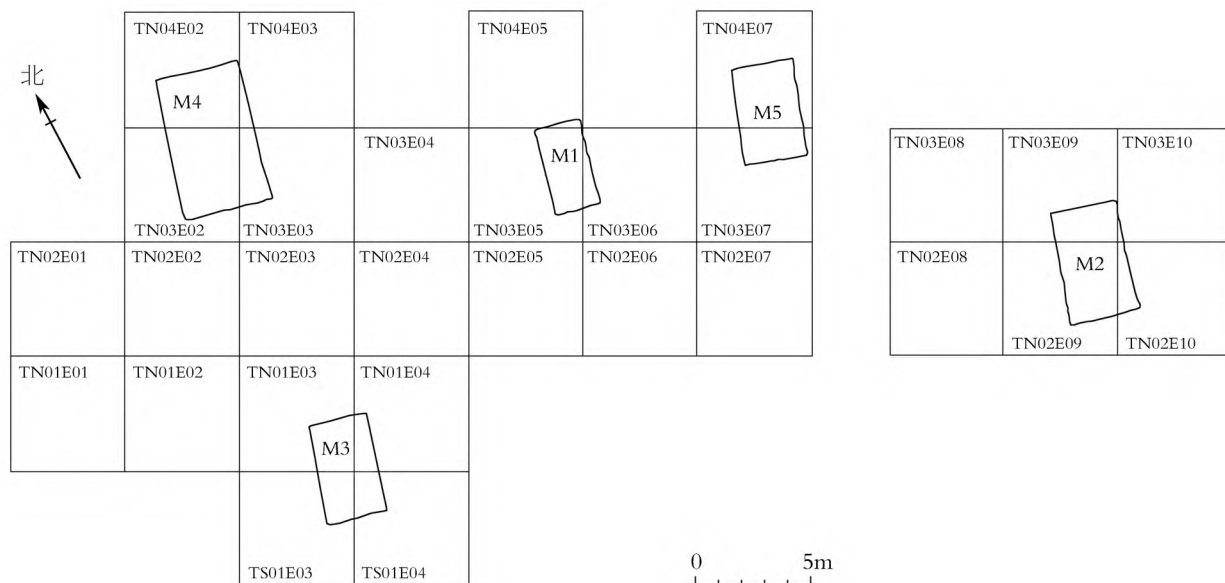 TN04E02 TN04E03 TN04E05 TN04E07
北
M4 M5
TN03E04 M1 TN03E08 TN03E09 TN03E10
TN03E02 TN03E03 TN03E05 TN03E06 TN03E07
TN02E01 TN02E02 TN02E03 TN02E04 TN02E05 TN02E06 TN02E07 TN02E08 M2
TN02E09 TN02E10
TN01E01 TN01E02 TN01E03 TN01E04
M3
0 5m
TS01E03 TS01E04